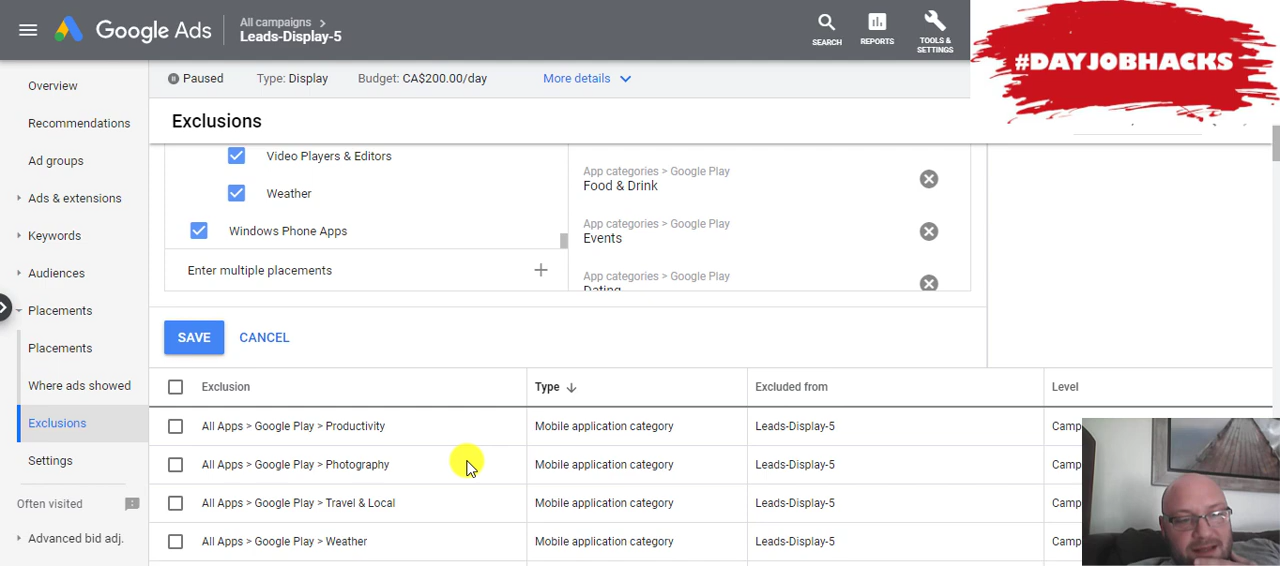 Google Ads
All campaigns
Leads-Display-5
SEARCH
REPORTS
TOOLS &
SETTINGS
#DAYJOBHACKS
Overview
Recommendations
Ad groups
Ads & extensions
Keywords
Audiences
Placements
Placements
Where ads showed
Exclusions
Settings
Often visited
Advanced bid adj.
Paused
Type: Display
Budget: CA$200.00/day
More details
Exclusions
Video Players & Editors
Weather
Windows Phone Apps
Enter multiple placements
App categories > Google Play
Food & Drink
App categories > Google Play
Events
App categories > Google Play
Dating
SAVE
CANCEL
Exclusion
Type
Excluded from
Level
All Apps > Google Play > Productivity
Mobile application category
Leads-Display-5
Camp
All Apps > Google Play > Photography
Mobile application category
Leads-Display-5
All Apps > Google Play > Travel & Local
Mobile application category
Leads-Display-5
All Apps > Google Play > Weather
Mobile application category
Leads-Display-5